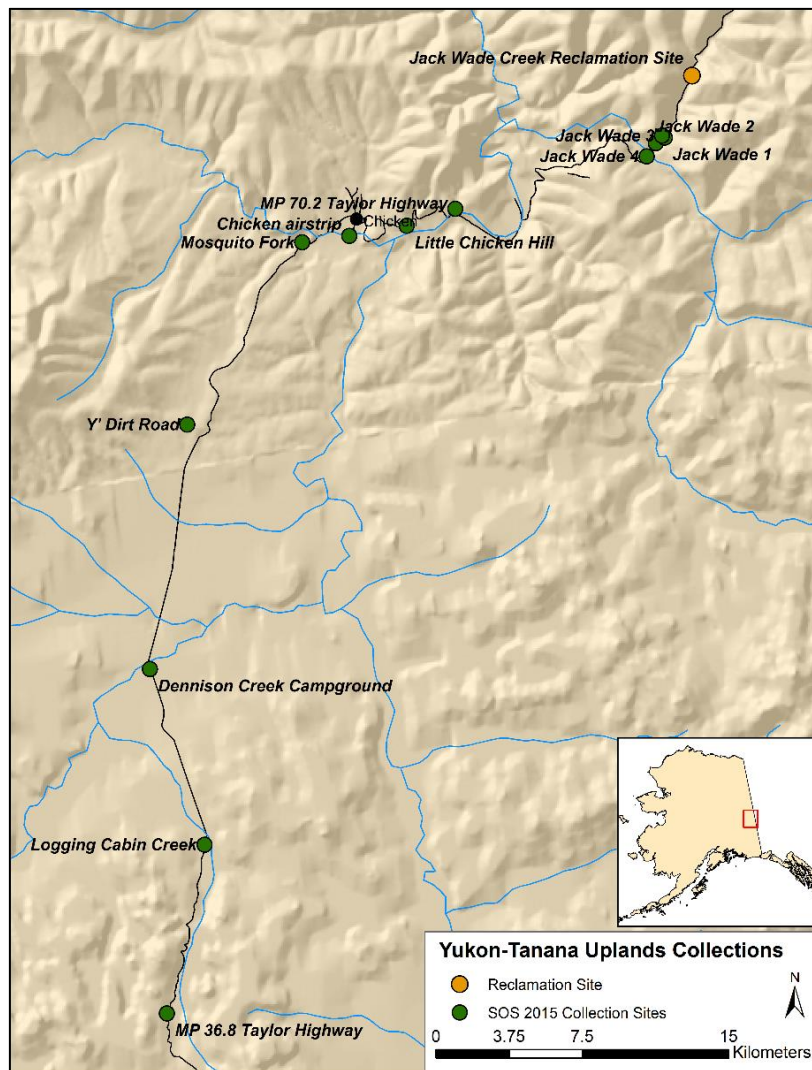 Jack Wade Creek Reclamation Site
Jack Wade 3
Jack Wade 2
Jack Wade 4
Jack Wade 1
MP 70.2 Taylor Highway
Chicken airstrip
Chicken
Mosquito Fork
Little Chicken Hill
Y' Dirt Road
Dennison Creek Campground
Logging Cabin Creek
MP 36.8 Taylor Highway
Yukon-Tanana Uplands Collections
Reclamation Site
SOS 2015 Collection Sites
N
0 3.75 7.5 15
Kilometers